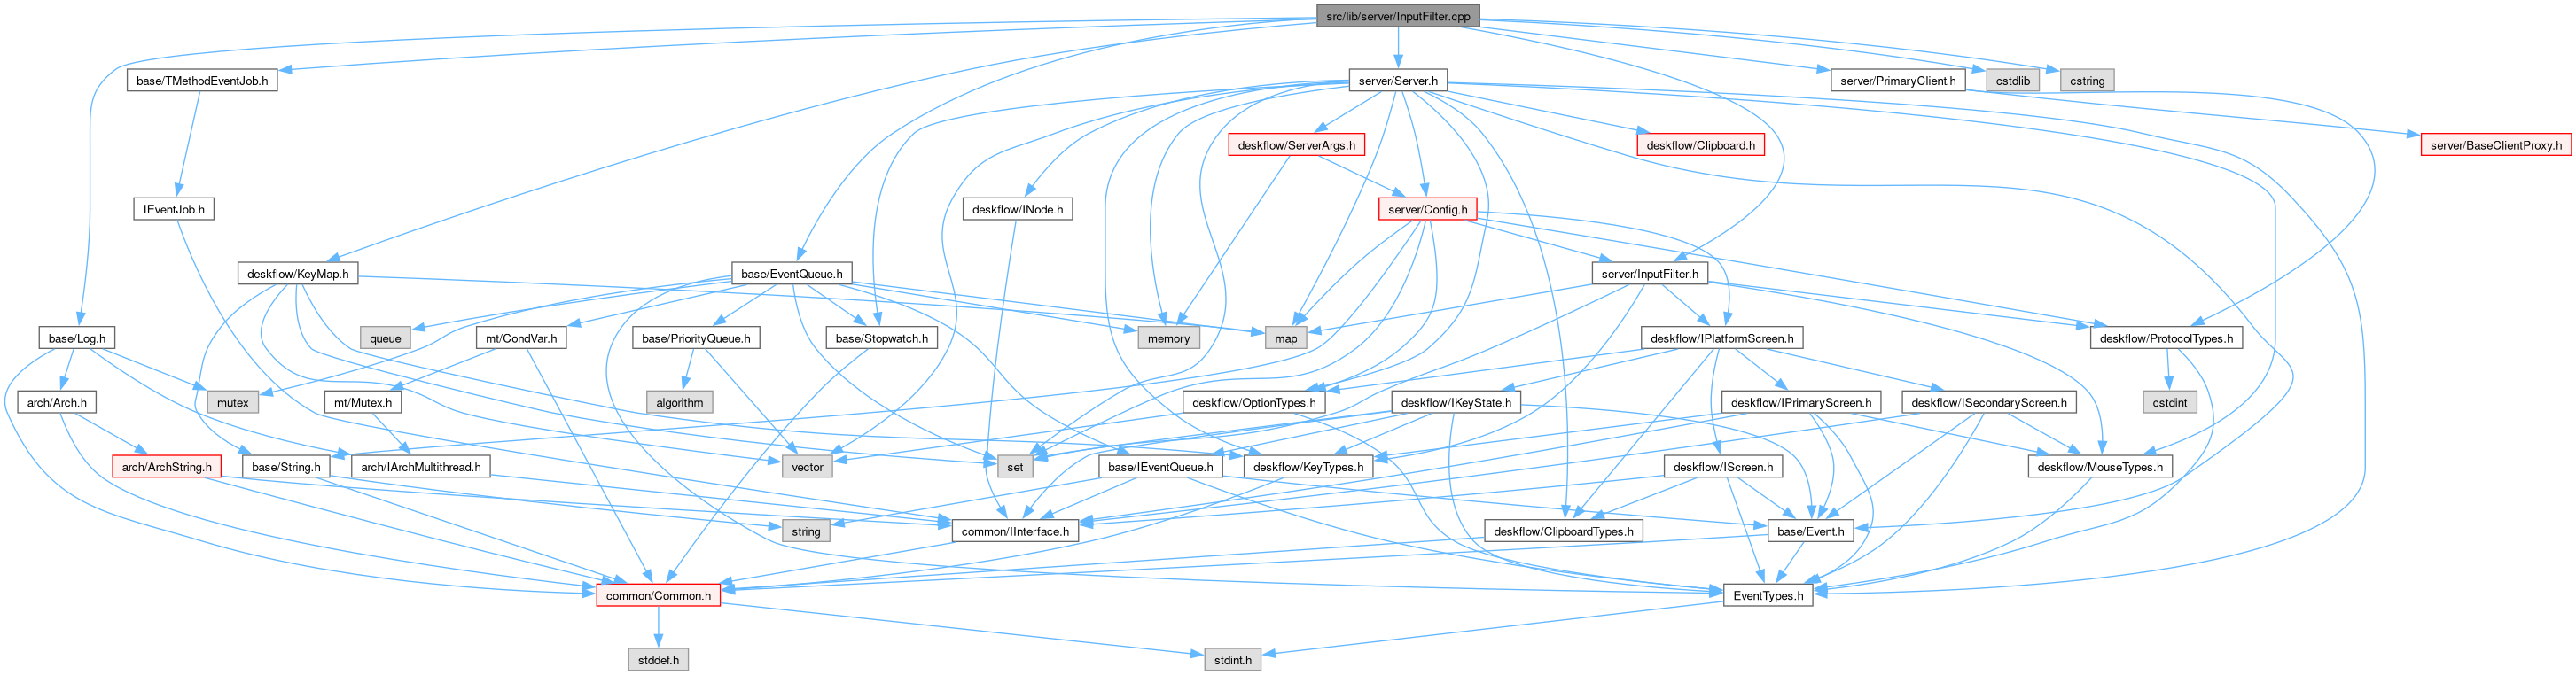 src/lib/server/InputFilter.cpp
base/TMethodEventJob.h
server/Server.h
server/PrimaryClient.h
cstdlib
cstring
deskflow/ServerArgs.h
deskflow/Clipboard.h
server/BaseClientProxy.h
IEventJob.h
deskflow/INode.h
server/Config.h
deskflow/KeyMap.h
base/EventQueue.h
server/InputFilter.h
base/Log.h
queue
mt/CondVar.h
base/PriorityQueue.h
base/Stopwatch.h
memory
map
deskflow/IPlatformScreen.h
deskflow/ProtocolTypes.h
arch/Arch.h
mutex
mt/Mutex.h
algorithm
deskflow/OptionTypes.h
deskflow/IKeyState.h
deskflow/IPrimaryScreen.h
deskflow/ISecondaryScreen.h
cstdint
arch/ArchString.h
base/String.h
arch/IArchMultithread.h
vector
set
base/IEventQueue.h
deskflow/KeyTypes.h
deskflow/IScreen.h
deskflow/MouseTypes.h
string
common/IInterface.h
deskflow/ClipboardTypes.h
base/Event.h
common/Common.h
EventTypes.h
stddef.h
stdint.h